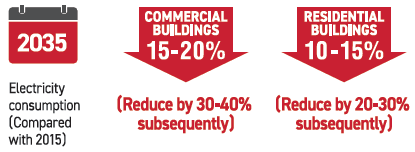 2035
Electricity
consumption
(Compared
with 2015)
COMMERCIAL
BUILDINGS
15-20%
(Reduce by 30-40%
subsequently)
RESIDENTIAL
BUILDINGS
10-15%
(Reduce by 20-30%
subsequently)